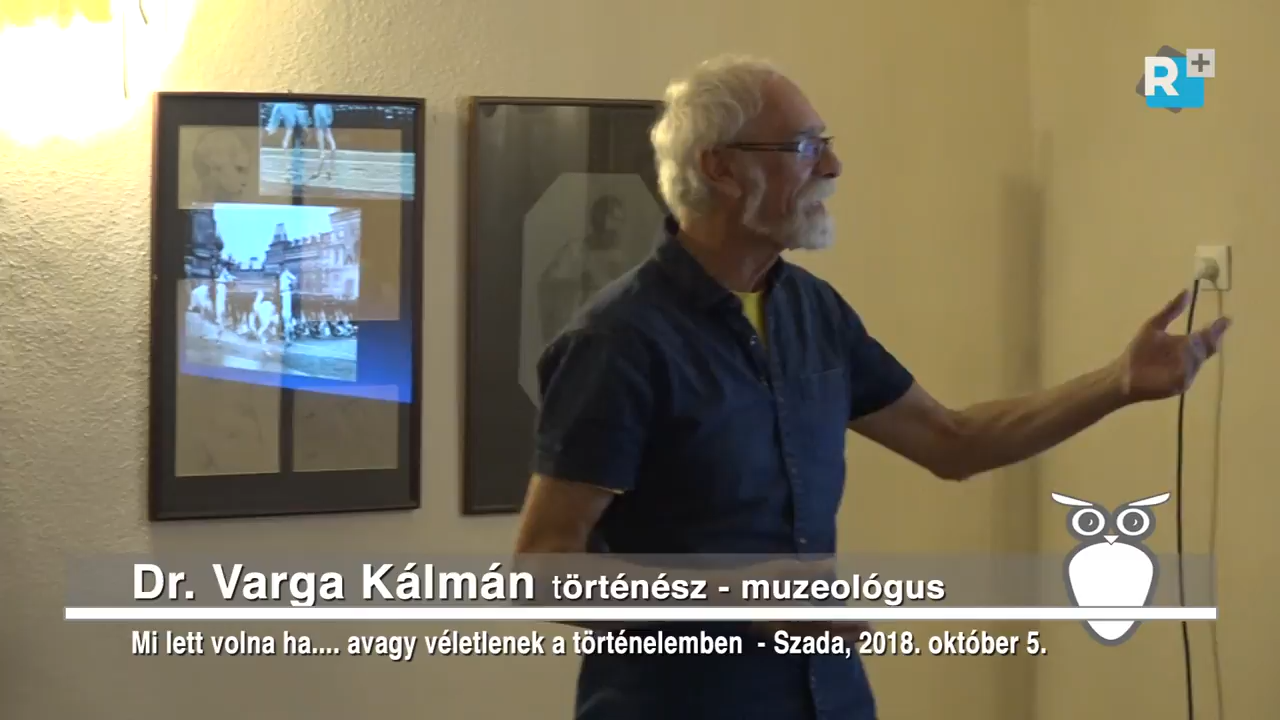 R+
Dr. Varga Kálmán történész - muzeológus
Mi lett volna ha.... avagy véletlenek a történelemben - Szada, 2018. október 5.